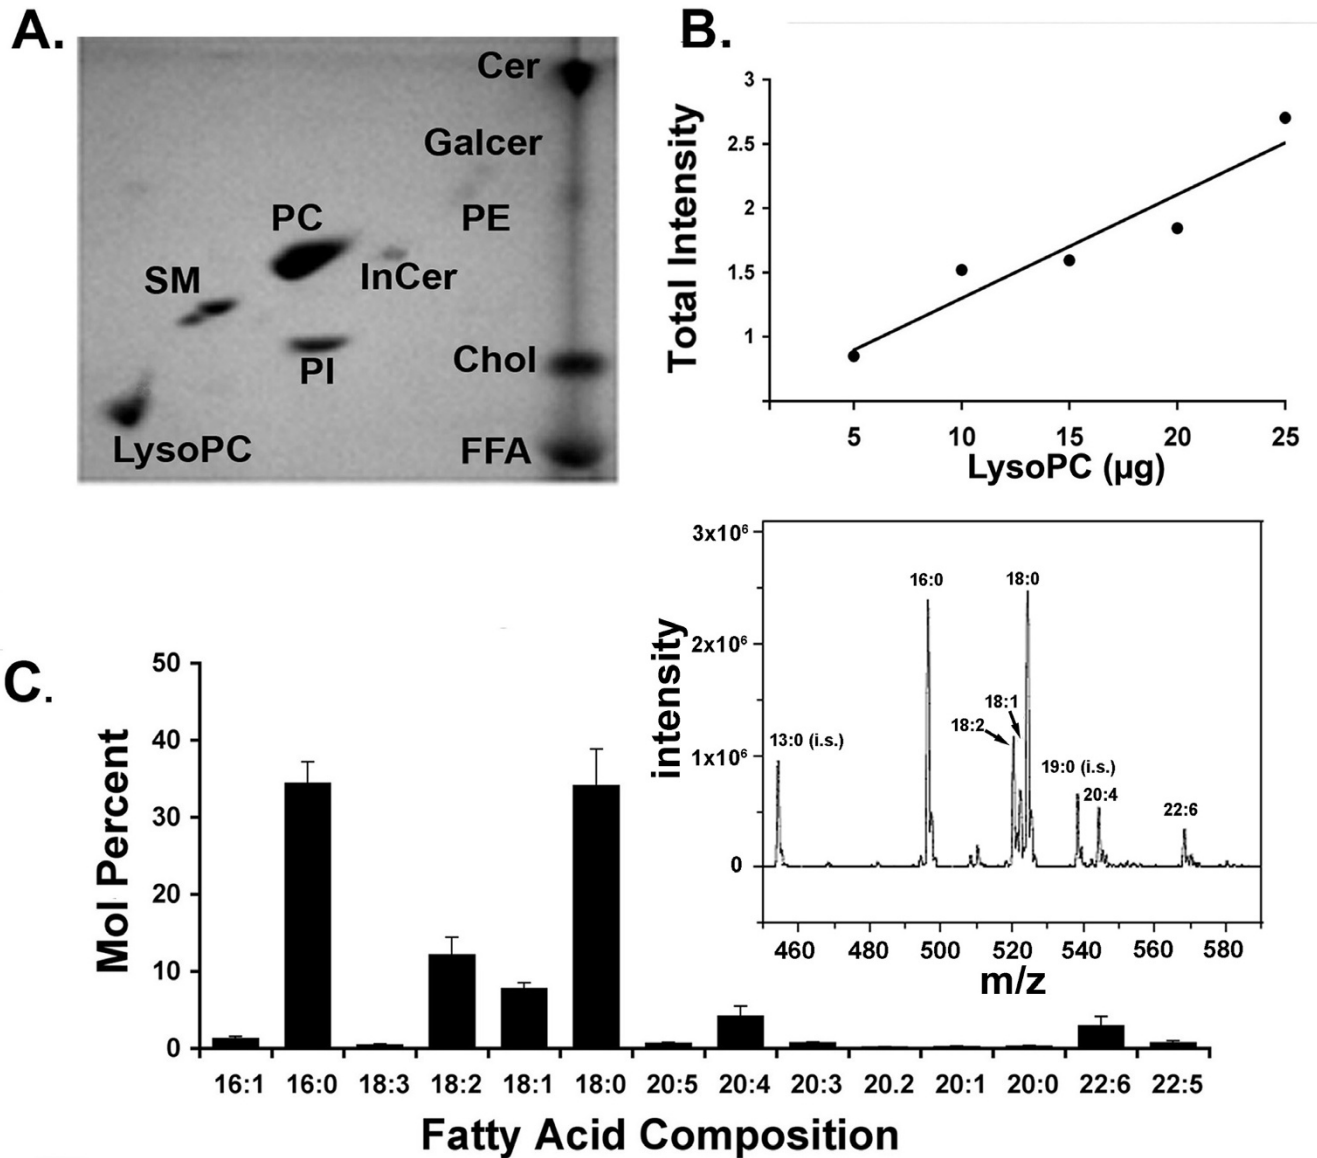 A.
Cer
Galcer
PC
PE
SM
InCer
PI
Chol
LysoPC
FFA
B.
Total Intensity
3
2.5
2
1.5
1
5 10 15 20 25
LysoPC (µg)
C.
Mol Percent
50
40
30
20
10
0
16:1 16:0 18:3 18:2 18:1 18:0 20:5 20:4 20:3 20.2 20:1 20:0 22:6 22:5
Fatty Acid Composition
intensity
3x10⁶
2x10⁶
1x10⁶
0
16:0
18:0
18:1
18:2
13:0 (i.s.)
19:0 (i.s.)
20:4
22:6
460 480 500 520 540 560 580
m/z